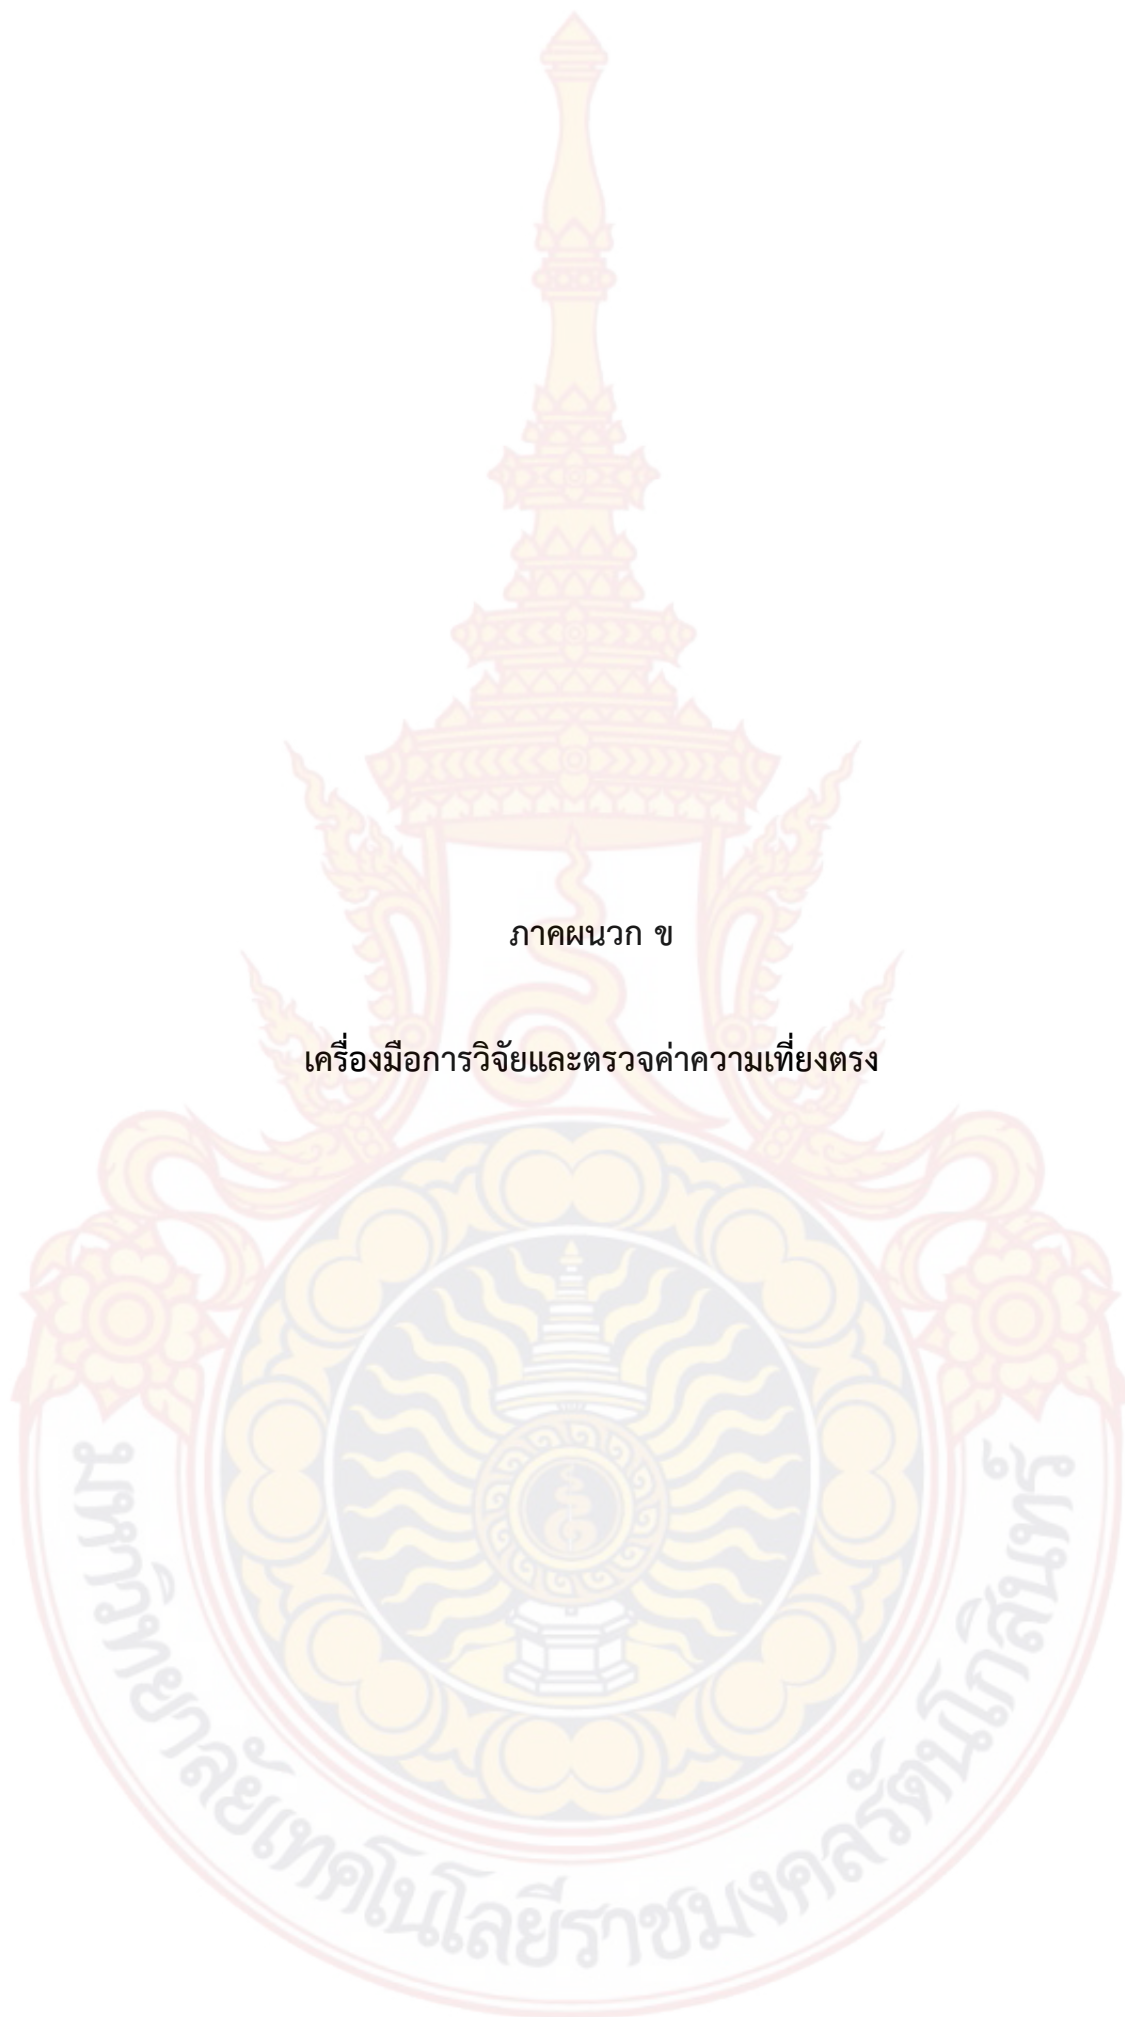 ภาคผนวก ข
เครื่องมือการวิจัยและตรวจค่าความเที่ยงตรง
มหาวิทยาลัยเทคโนโลยีราชมงคลรัตนโกสินทร์